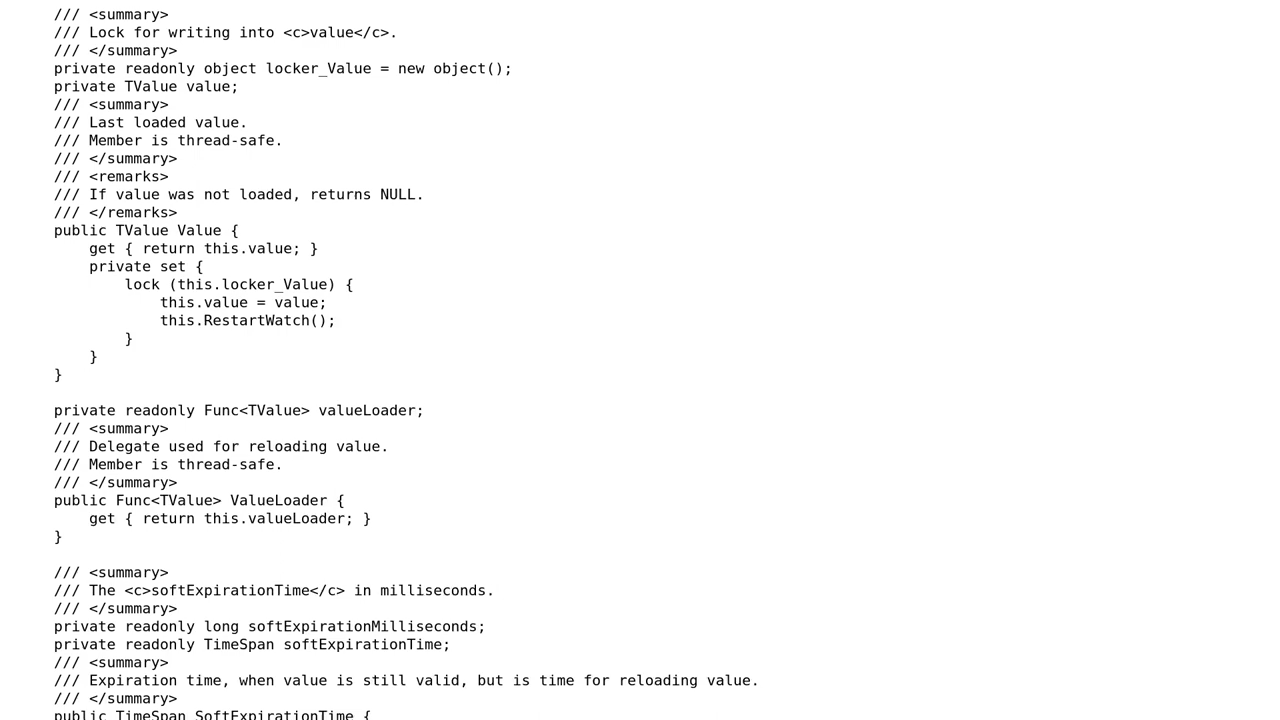 /// <summary>
/// Lock for writing into <c>value</c>.
/// </summary>
private readonly object locker_Value = new object();
private TValue value;
/// <summary>
/// Last loaded value.
/// Member is thread-safe.
/// </summary>
/// <remarks>
/// If value was not loaded, returns NULL.
/// </remarks>
public TValue Value {
    get { return this.value; }
    private set {
        lock (this.locker_Value) {
            this.value = value;
            this.RestartWatch();
        }
    }
}

private readonly Func<TValue> valueLoader;
/// <summary>
/// Delegate used for reloading value.
/// Member is thread-safe.
/// </summary>
public Func<TValue> ValueLoader {
    get { return this.valueLoader; }
}

/// <summary>
/// The <c>softExpirationTime</c> in milliseconds.
/// </summary>
private readonly long softExpirationMilliseconds;
private readonly TimeSpan softExpirationTime;
/// <summary>
/// Expiration time, when value is still valid, but is time for reloading value.
/// </summary>
public TimeSpan SoftExpirationTime {